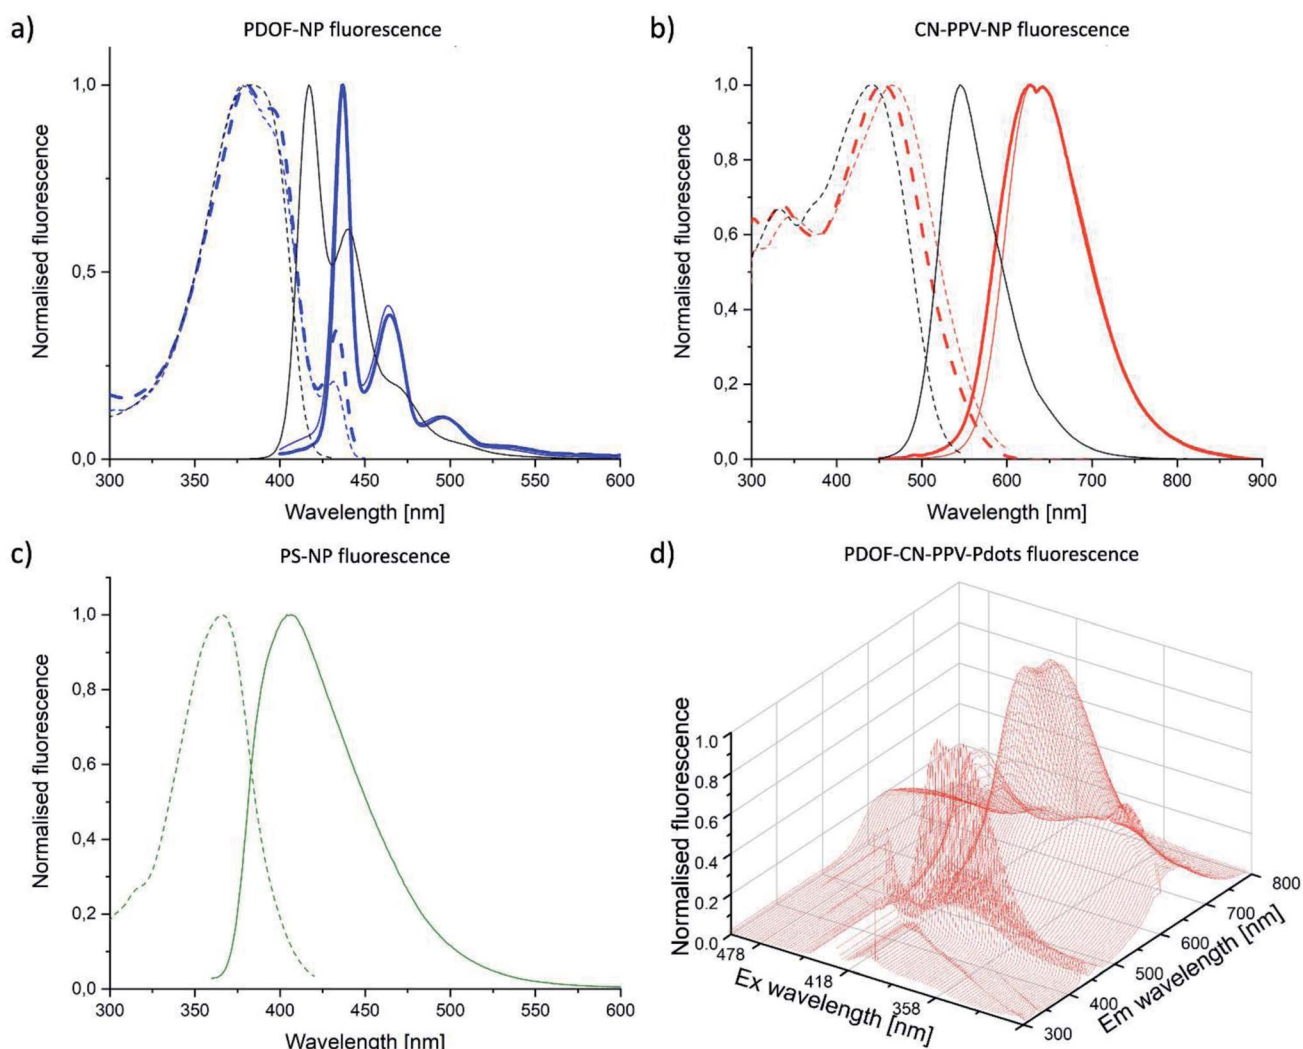 a)
PDOF-NP fluorescence
1,0
0,5
0,0
300 350 400 450 500 550 600
Normalised fluorescence
Wavelength [nm]
b)
CN-PPV-NP fluorescence
1,0
0,8
0,6
0,4
0,2
0,0
300 400 500 600 700 800 900
Normalised fluorescence
Wavelength [nm]
c)
PS-NP fluorescence
1,0
0,8
0,6
0,4
0,2
0,0
300 350 400 450 500 550 600
Normalised fluorescence
Wavelength [nm]
d)
PDOF-CN-PPV-Pdots fluorescence
1.0
0.8
0.6
0.4
0.2
0.0
Normalised fluorescence
478 418 358
Ex wavelength [nm]
300 400 500 600 700 800
Em wavelength [nm]